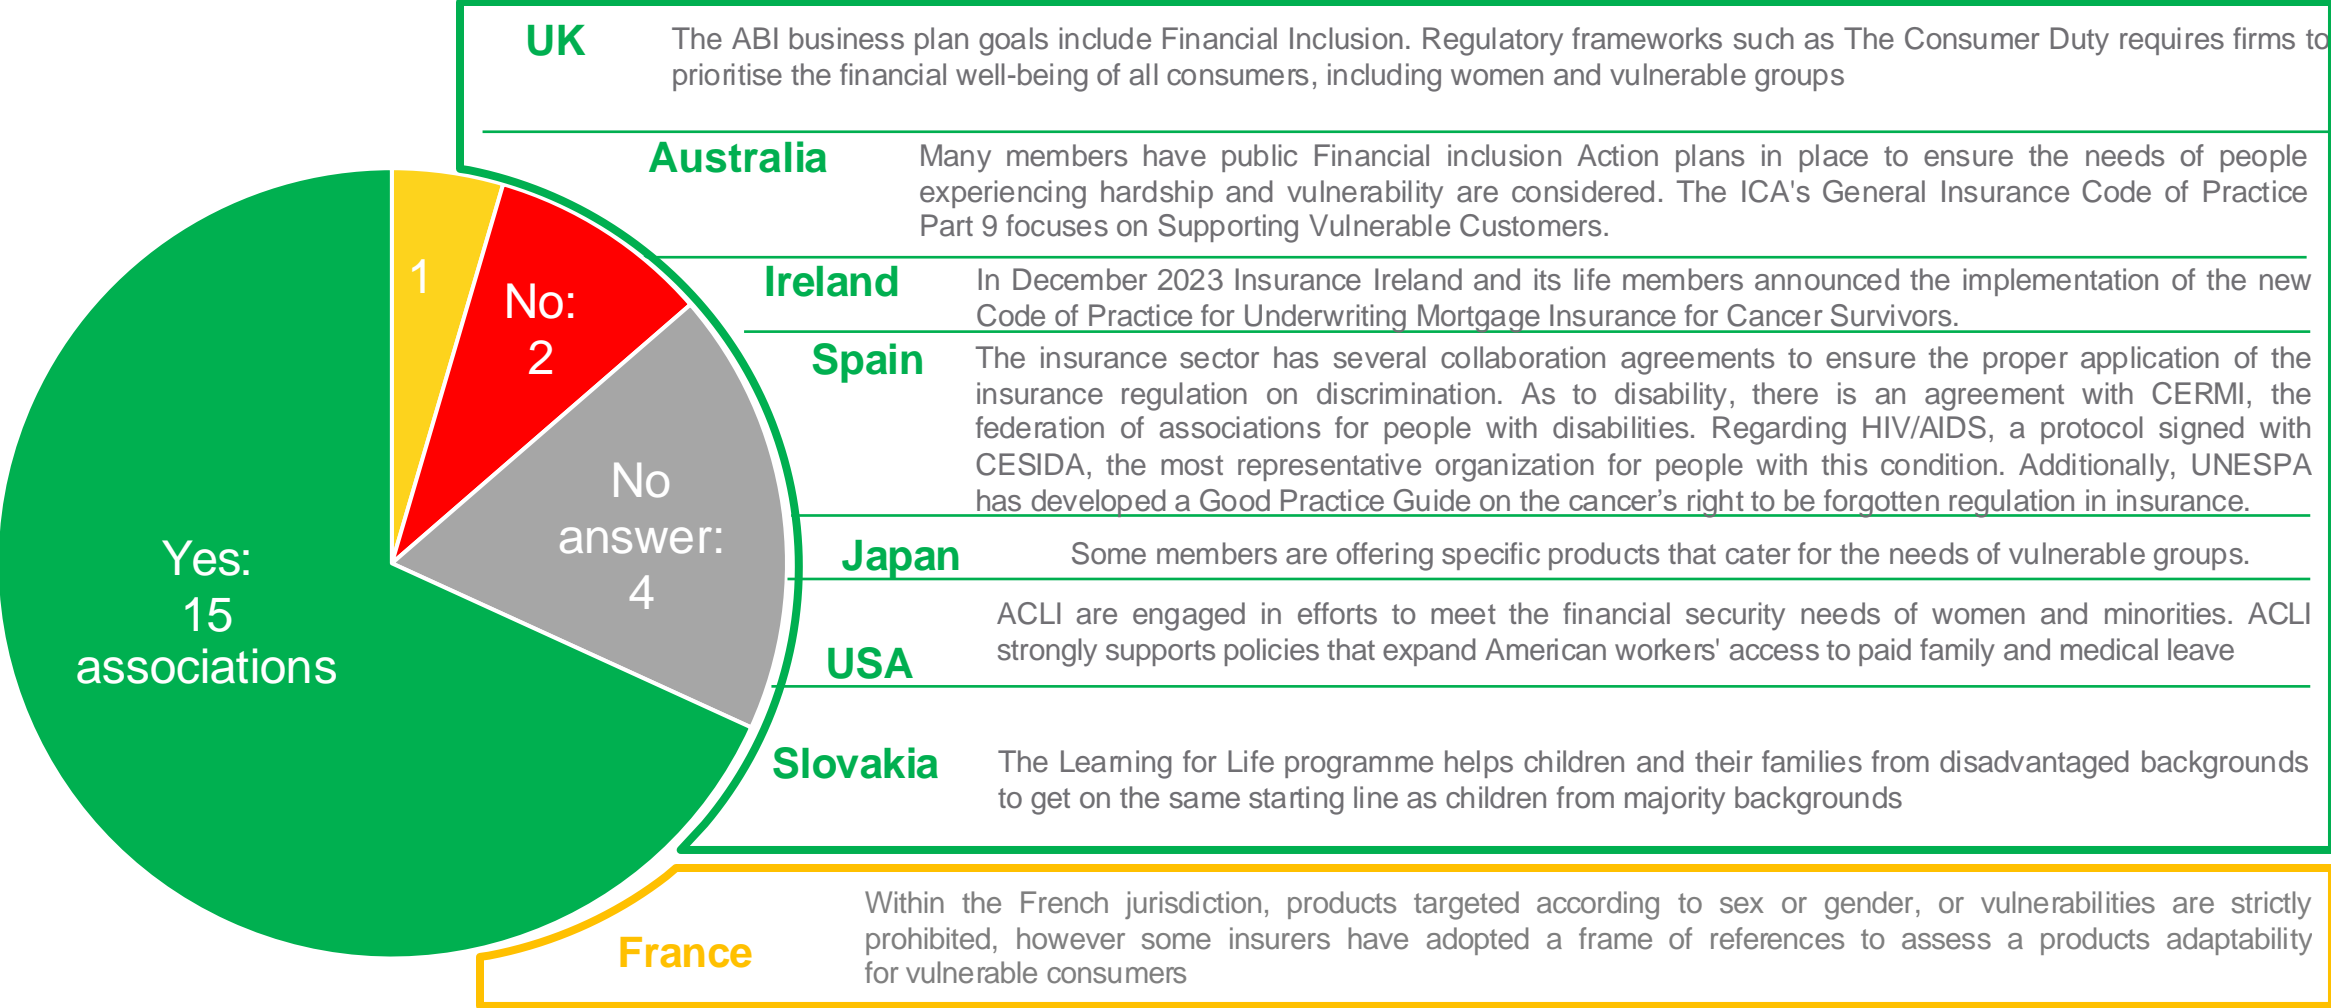 UK
The ABI business plan goals include Financial Inclusion. Regulatory frameworks such as The Consumer Duty requires firms to
prioritise the financial well-being of all consumers, including women and vulnerable groups
Australia
Many members have public Financial inclusion Action plans in place to ensure the needs of people
experiencing hardship and vulnerability are considered. The ICA's General Insurance Code of Practice
Part 9 focuses on Supporting Vulnerable Customers.
Ireland
In December 2023 Insurance Ireland and its life members announced the implementation of the new
Code of Practice for Underwriting Mortgage Insurance for Cancer Survivors.
Spain
The insurance sector has several collaboration agreements to ensure the proper application of the
insurance regulation on discrimination. As to disability, there is an agreement with CERMI, the
federation of associations for people with disabilities. Regarding HIV/AIDS, a protocol signed with
CESIDA, the most representative organization for people with this condition. Additionally, UNESPA
has developed a Good Practice Guide on the cancer’s right to be forgotten regulation in insurance.
Japan
Some members are offering specific products that cater for the needs of vulnerable groups.
USA
ACLI are engaged in efforts to meet the financial security needs of women and minorities. ACLI
strongly supports policies that expand American workers' access to paid family and medical leave
Slovakia
The Learning for Life programme helps children and their families from disadvantaged backgrounds
to get on the same starting line as children from majority backgrounds
France
Within the French jurisdiction, products targeted according to sex or gender, or vulnerabilities are strictly
prohibited, however some insurers have adopted a frame of references to assess a products adaptability
for vulnerable consumers
1
No:
2
No
answer:
4
Yes:
15
associations